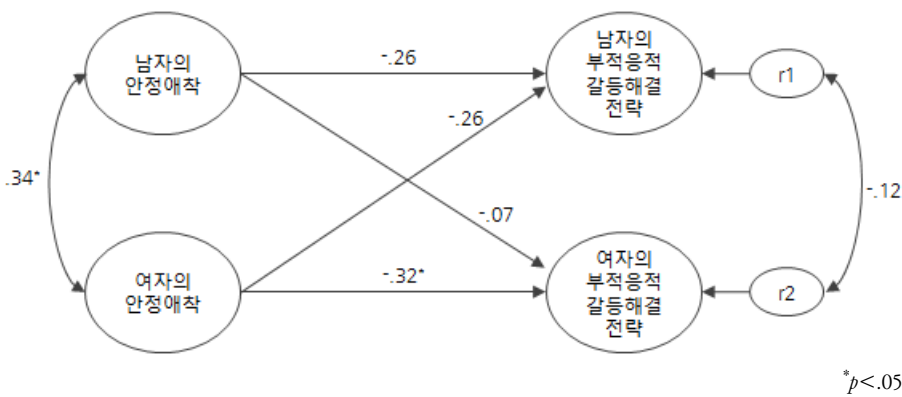 남자의
안정애착
-.26
남자의
부적응적
갈등해결
전략
r1
-.26
.34*
-.12
-.07
여자의
안정애착
-.32*
여자의
부적응적
갈등해결
전략
r2
*p<.05